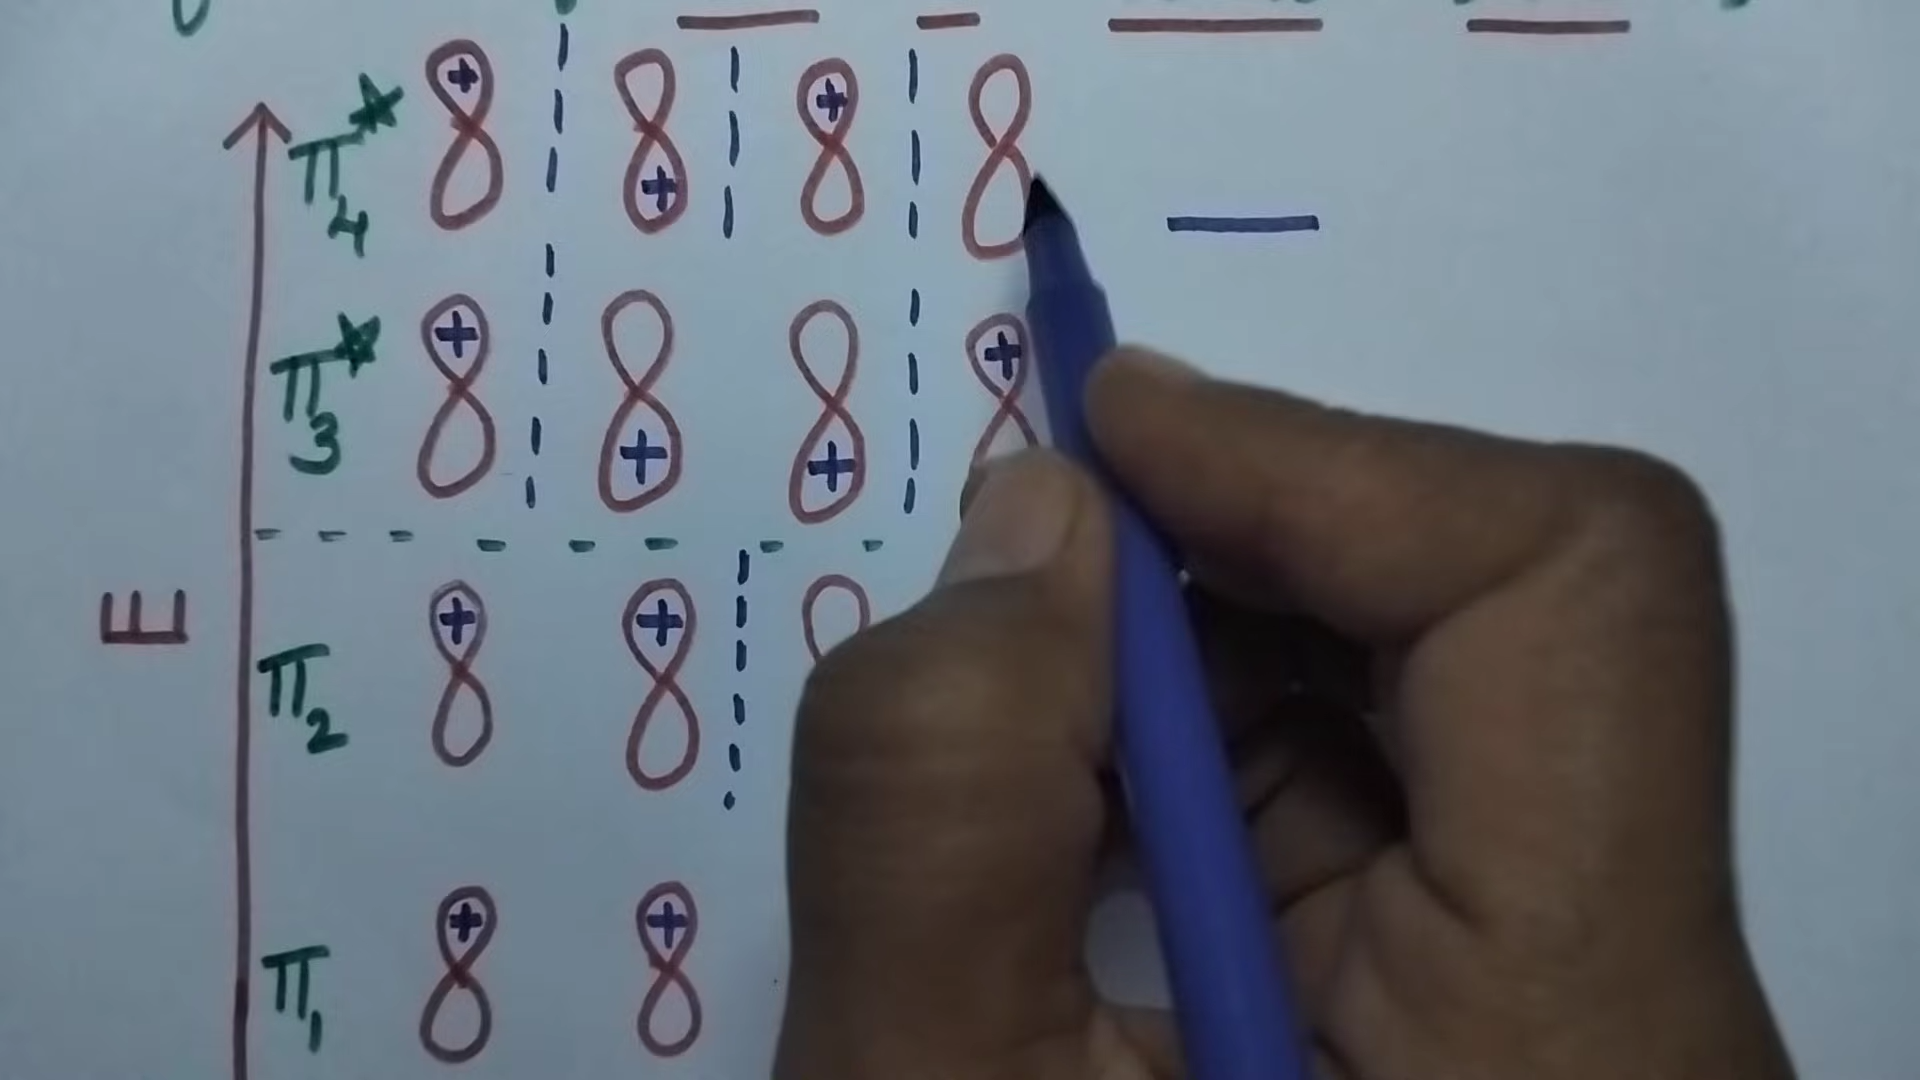 π4* + + +
π3* + + + +
E
π2 + +
π1 + +